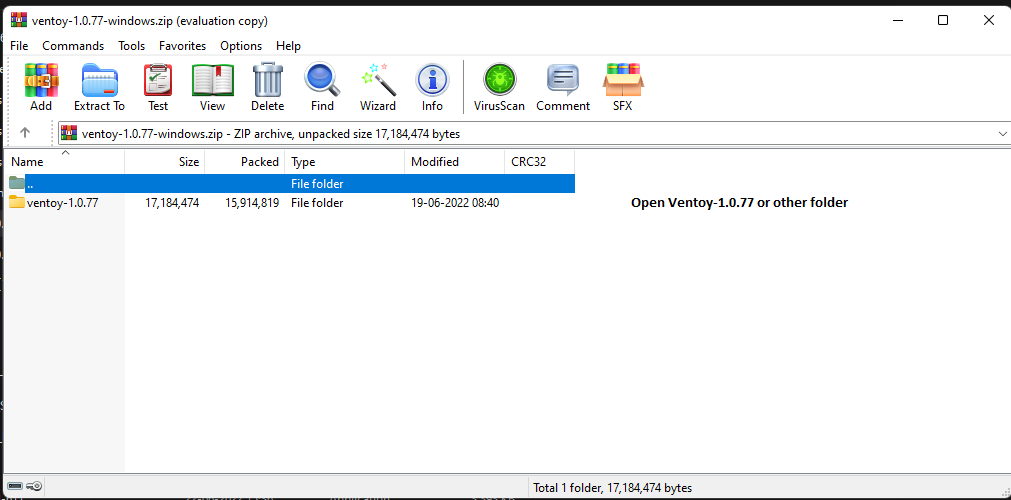 ventoy-1.0.77-windows.zip (evaluation copy)
File Commands Tools Favorites Options Help
Add Extract To Test View Delete Find Wizard Info VirusScan Comment SFX
ventoy-1.0.77-windows.zip - ZIP archive, unpacked size 17,184,474 bytes
Name Size Packed Type Modified CRC32
.. File folder
ventoy-1.0.77 17,184,474 15,914,819 File folder 19-06-2022 08:40
Open Ventoy-1.0.77 or other folder
Total 1 folder, 17,184,474 bytes